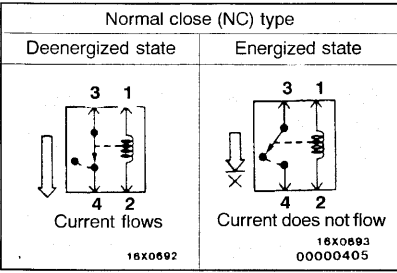 Normal close (NC) type
Deenergized state
Energized state
3 1
4 2
Current flows
16X0692
3 1
4 2
Current does not flow
16X0693
00000405